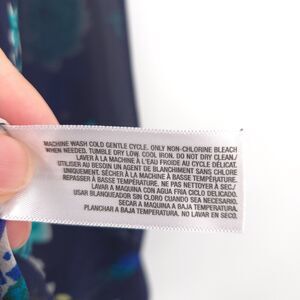 MACHINE WASH COLD GENTLE CYCLE. ONLY NON-CHLORINE BLEACH
WHEN NEEDED. TUMBLE DRY LOW. COOL IRON. DO NOT DRY CLEAN/
LAVER À LA MACHINE À L'EAU FROIDE AU CYCLE DÉLICAT.
UTILISER AU BESOIN UN AGENT DE BLANCHIMENT SANS CHLORE
UNIQUEMENT. SÉCHER À LA MACHINE À BASSE TEMPÉRATURE.
REPASSER À BASSE TEMPÉRATURE. NE PAS NETTOYER À SEC/
LAVAR A MAQUINA CON AGUA FRIA CICLO DELICADO.
USAR BLANQUEADOR SIN CLORO CUANDO SEA NECESARIO.
SECAR A MAQUINA A BAJA TEMPERATURA.
PLANCHAR A BAJA TEMPERATURA. NO LAVAR EN SECO.